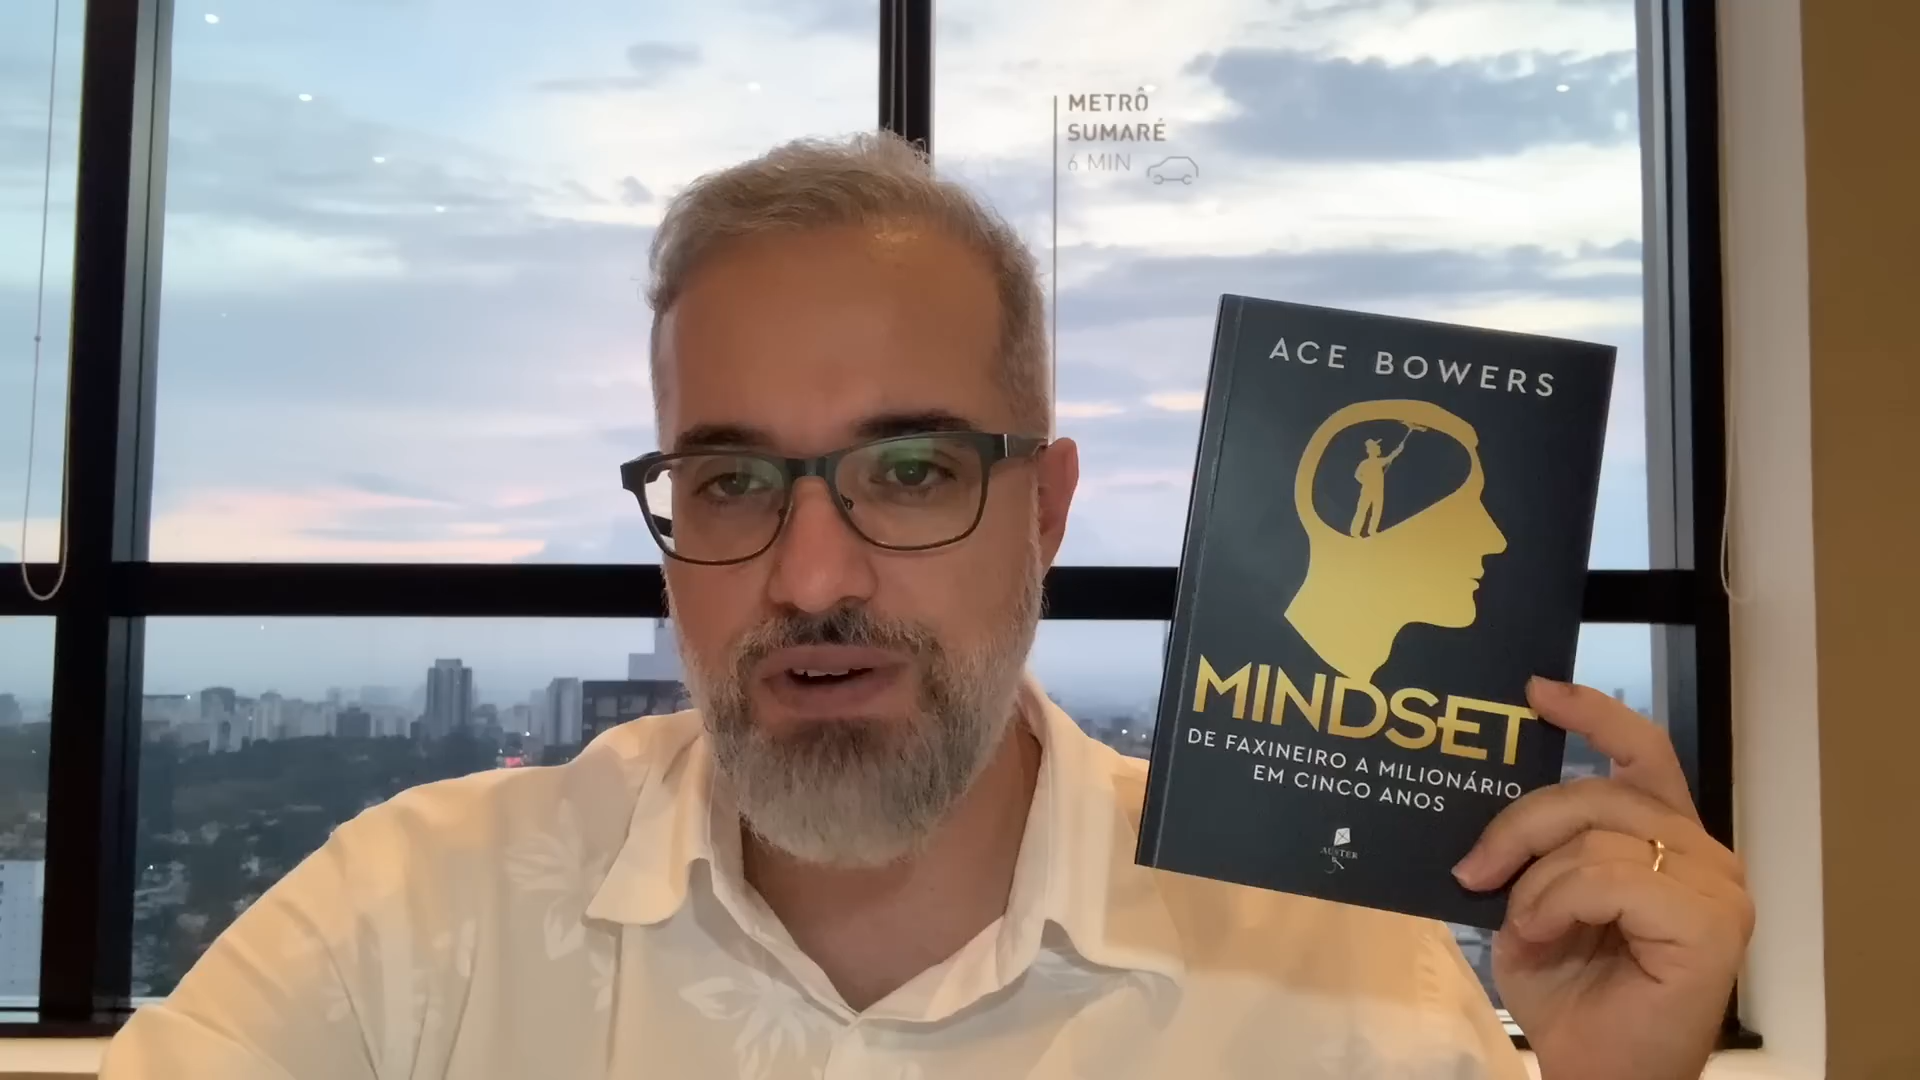 METRÔ
SUMARÉ
6 MIN
ACE BOWERS
MINDSET
DE FAXINEIRO A MILIONÁRIO
EM CINCO ANOS
AUSTER